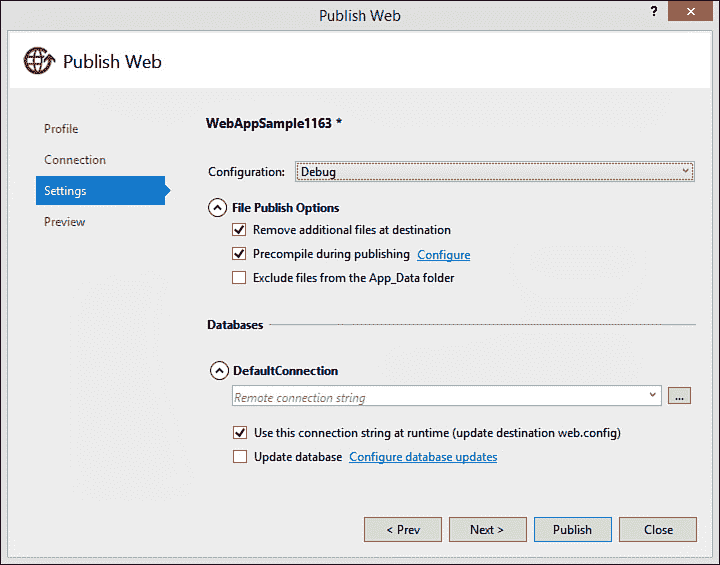 Publish Web
?
Publish Web
Profile
Connection
Settings
Preview
WebAppSample1163 *
Configuration: Debug
File Publish Options
Remove additional files at destination
Precompile during publishing Configure
Exclude files from the App_Data folder
Databases
DefaultConnection
Remote connection string ...
Use this connection string at runtime (update destination web.config)
Update database Configure database updates
< Prev Next > Publish Close